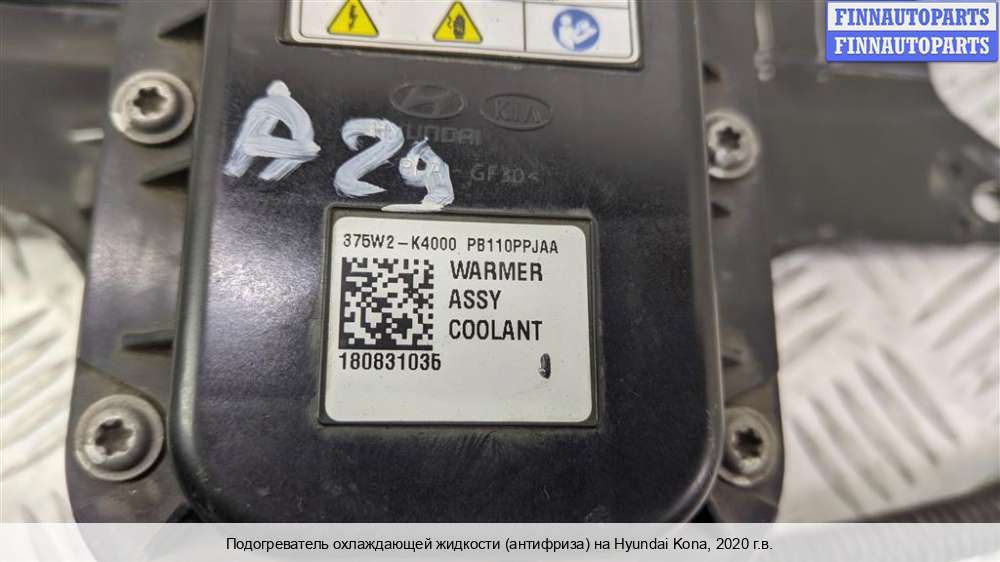 FINNAUTOPARTS
FINNAUTOPARTS
KIA
HYUNDAI
A 29
GF30<
375W2-K4000 PB110PPJAA
WARMER
ASSY
COOLANT
180831035
Подогреватель охлаждающей жидкости (антифриза) на Hyundai Kona, 2020 г.в.